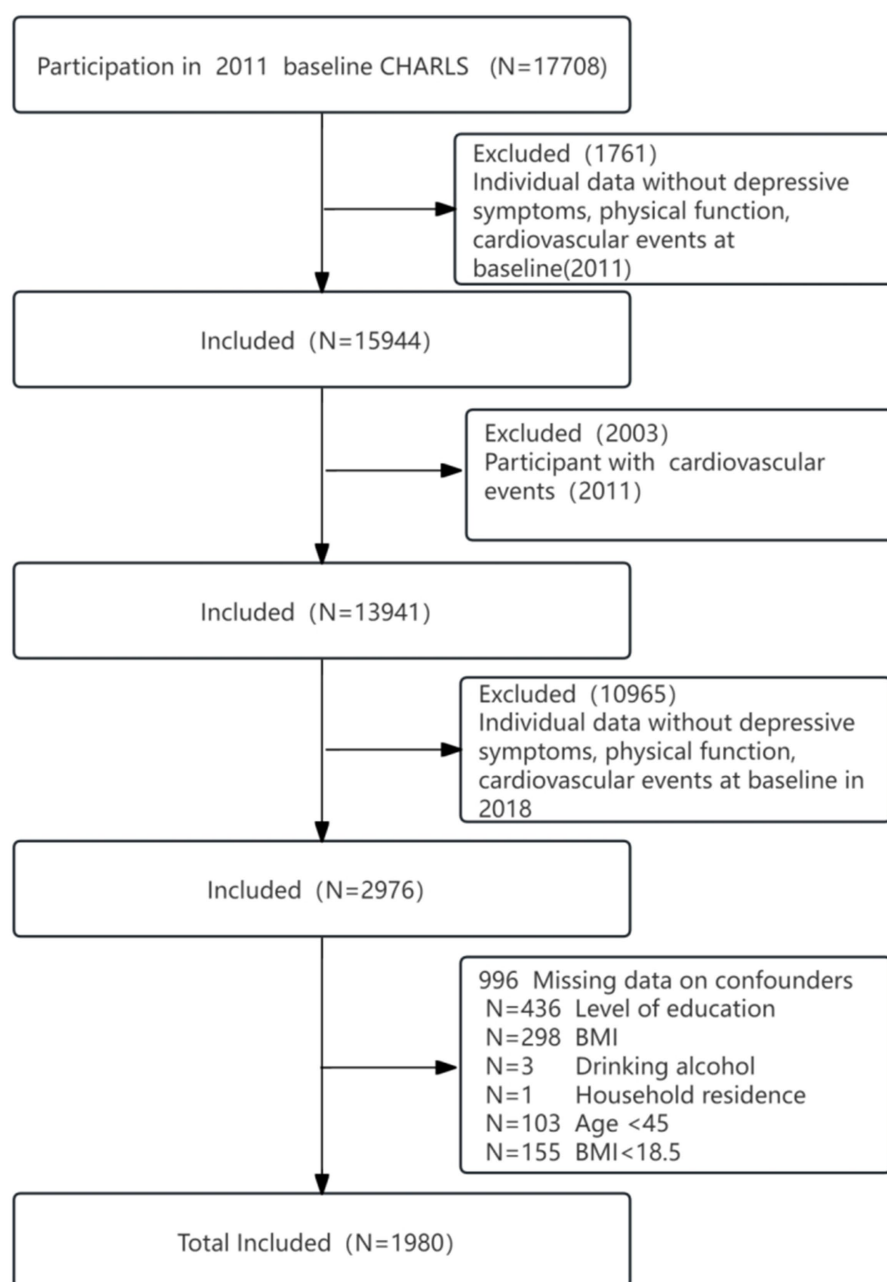 Participation in 2011 baseline CHARLS (N=17708)
Excluded (1761)
Individual data without depressive
symptoms, physical function,
cardiovascular events at
baseline(2011)
Included (N=15944)
Excluded (2003)
Participant with cardiovascular
events (2011)
Included (N=13941)
Excluded (10965)
Individual data without depressive
symptoms, physical function,
cardiovascular events at baseline in
2018
Included (N=2976)
996 Missing data on confounders
N=436 Level of education
N=298 BMI
N=3 Drinking alcohol
N=1 Household residence
N=103 Age <45
N=155 BMI<18.5
Total Included (N=1980)